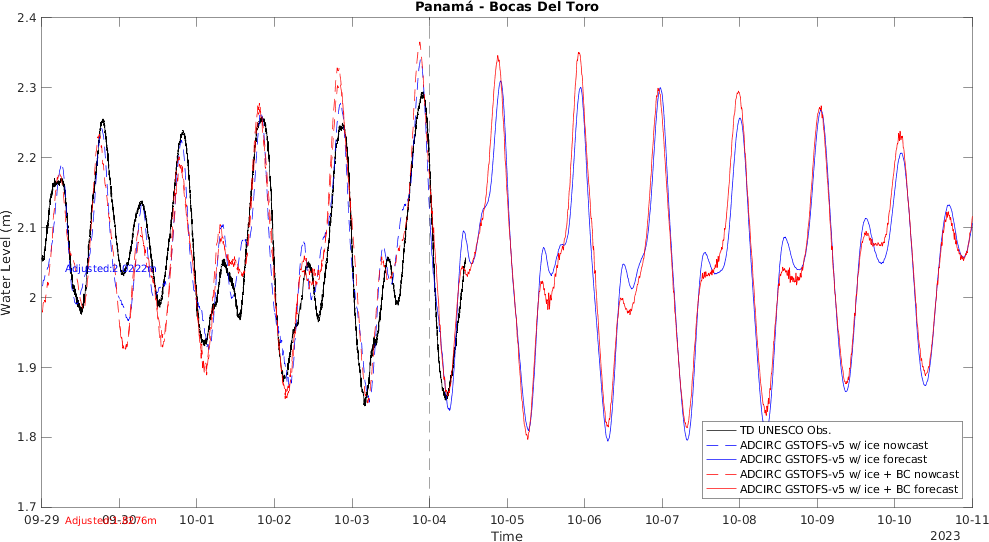 Panamá - Bocas Del Toro
2.4
2.3
2.2
2.1
2
1.9
1.8
1.7
Water Level (m)
TD UNESCO Obs.
ADCIRC GSTOFS-v5 w/ ice nowcast
ADCIRC GSTOFS-v5 w/ ice forecast
ADCIRC GSTOFS-v5 w/ ice + BC nowcast
ADCIRC GSTOFS-v5 w/ ice + BC forecast
09-29 09-30 10-01 10-02 10-03 10-04 10-05 10-06 10-07 10-08 10-09 10-10 10-11
Time
2023